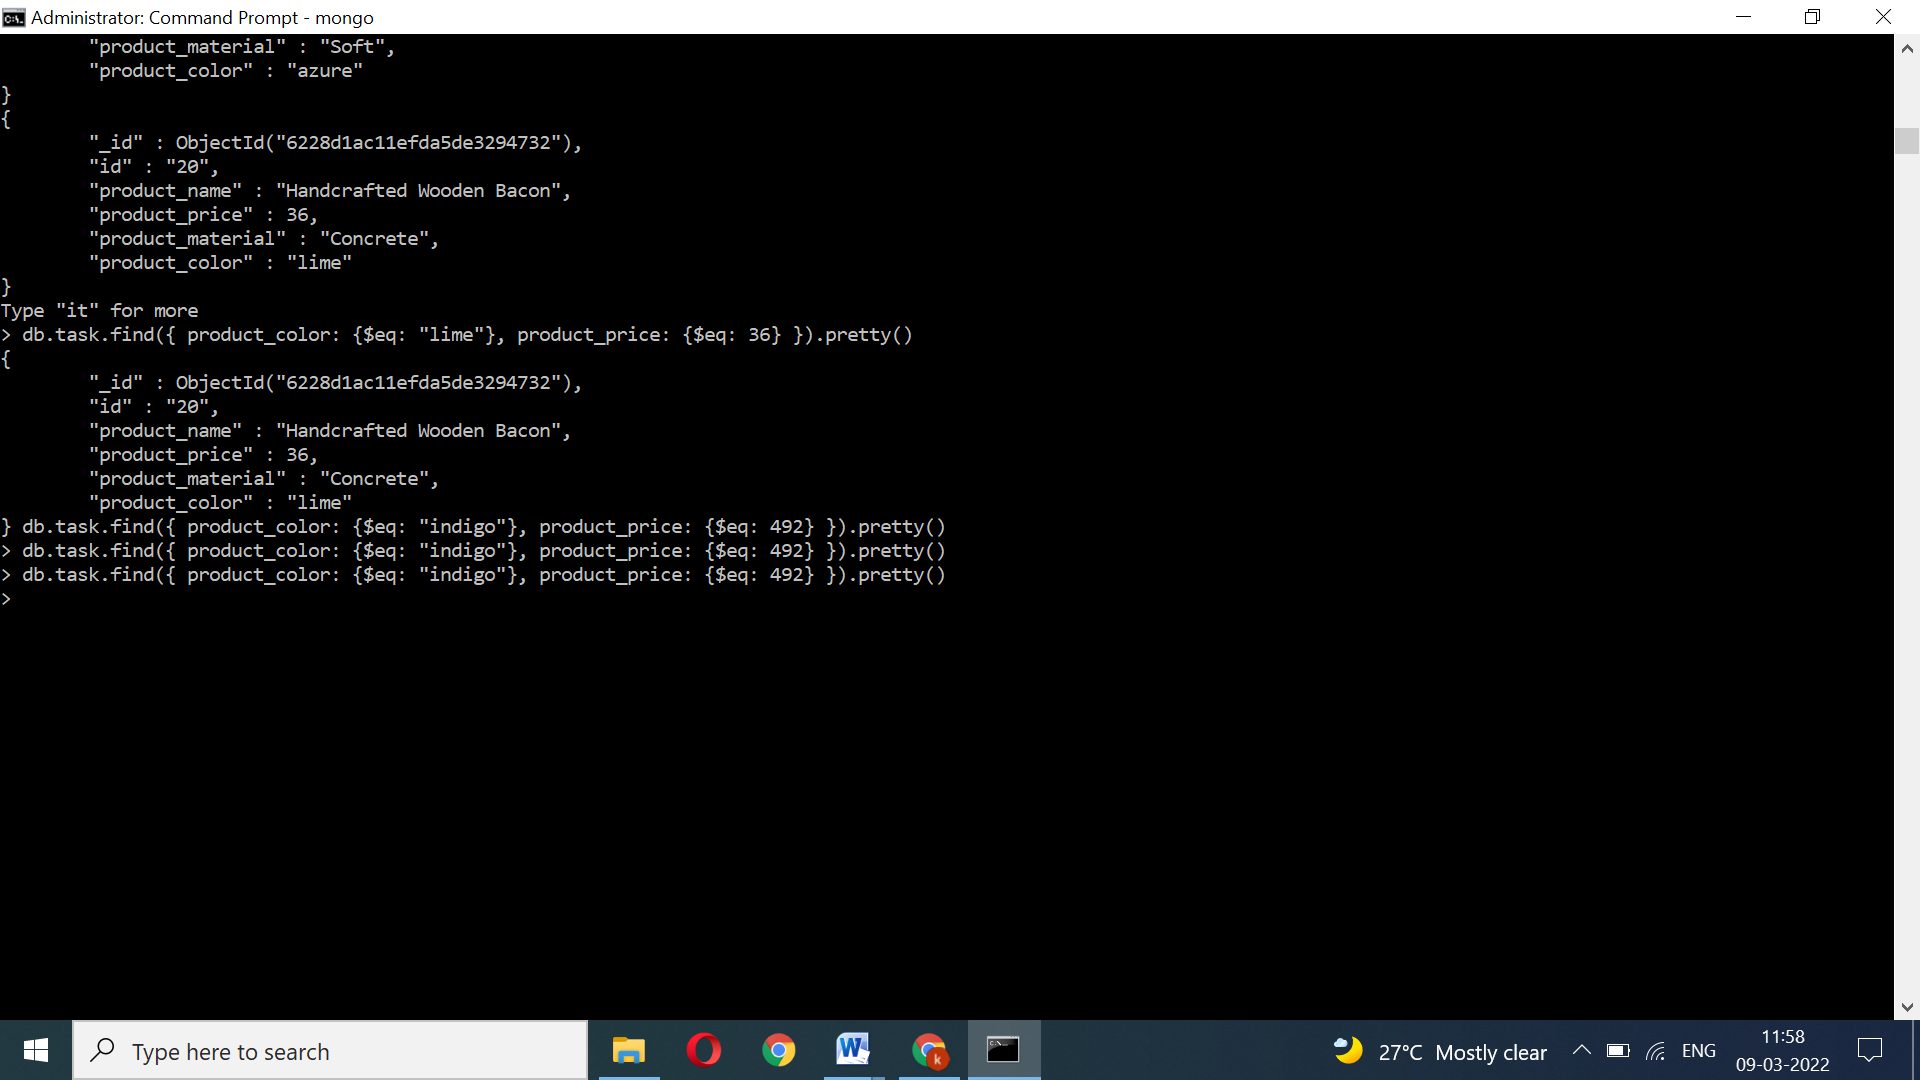 Administrator: Command Prompt - mongo
"product_material" : "Soft",
"product_color" : "azure"
}
{
"_id" : ObjectId("6228d1ac11efda5de3294732"),
"id" : "20",
"product_name" : "Handcrafted Wooden Bacon",
"product_price" : 36,
"product_material" : "Concrete",
"product_color" : "lime"
}
Type "it" for more
> db.task.find({ product_color: {$eq: "lime"}, product_price: {$eq: 36} }).pretty()
{
"_id" : ObjectId("6228d1ac11efda5de3294732"),
"id" : "20",
"product_name" : "Handcrafted Wooden Bacon",
"product_price" : 36,
"product_material" : "Concrete",
"product_color" : "lime"
} db.task.find({ product_color: {$eq: "indigo"}, product_price: {$eq: 492} }).pretty()
> db.task.find({ product_color: {$eq: "indigo"}, product_price: {$eq: 492} }).pretty()
> db.task.find({ product_color: {$eq: "indigo"}, product_price: {$eq: 492} }).pretty()
>
Type here to search
W
k
27°C Mostly clear
ENG
11:58
09-03-2022